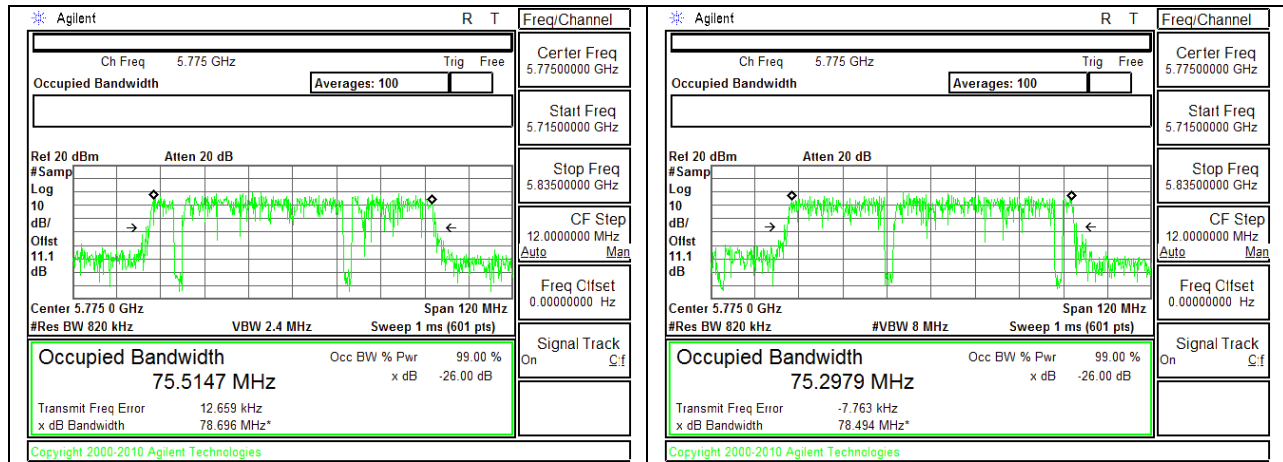 Agilent R T
Freq/Channel
Ch Freq 5.775 GHz Trig Free
Occupied Bandwidth Averages: 100
Center Freq
5.77500000 GHz
Start Freq
5.71500000 GHz
Stop Freq
5.83500000 GHz
CF Step
12.0000000 MHz
Auto Man
Freq Offset
0.00000000 Hz
Signal Track
On Off
Ref 20 dBm Atten 20 dB
#Samp
Log
10
dB/
Offst
11.1
dB
Center 5.775 0 GHz Span 120 MHz
#Res BW 820 kHz VBW 2.4 MHz Sweep 1 ms (601 pts)
Occupied Bandwidth Occ BW % Pwr 99.00 %
75.5147 MHz x dB -26.00 dB
Transmit Freq Error 12.659 kHz
x dB Bandwidth 78.696 MHz*
Copyright 2000-2010 Agilent Technologies
Agilent R T
Freq/Channel
Ch Freq 5.775 GHz Trig Free
Occupied Bandwidth Averages: 100
Center Freq
5.77500000 GHz
Start Freq
5.71500000 GHz
Stop Freq
5.83500000 GHz
CF Step
12.0000000 MHz
Auto Man
Freq Offset
0.00000000 Hz
Signal Track
On Off
Ref 20 dBm Atten 20 dB
#Samp
Log
10
dB/
Offst
11.1
dB
Center 5.775 0 GHz Span 120 MHz
#Res BW 820 kHz #VBW 8 MHz Sweep 1 ms (601 pts)
Occupied Bandwidth Occ BW % Pwr 99.00 %
75.2979 MHz x dB -26.00 dB
Transmit Freq Error -7.763 kHz
x dB Bandwidth 78.494 MHz*
Copyright 2000-2010 Agilent Technologies